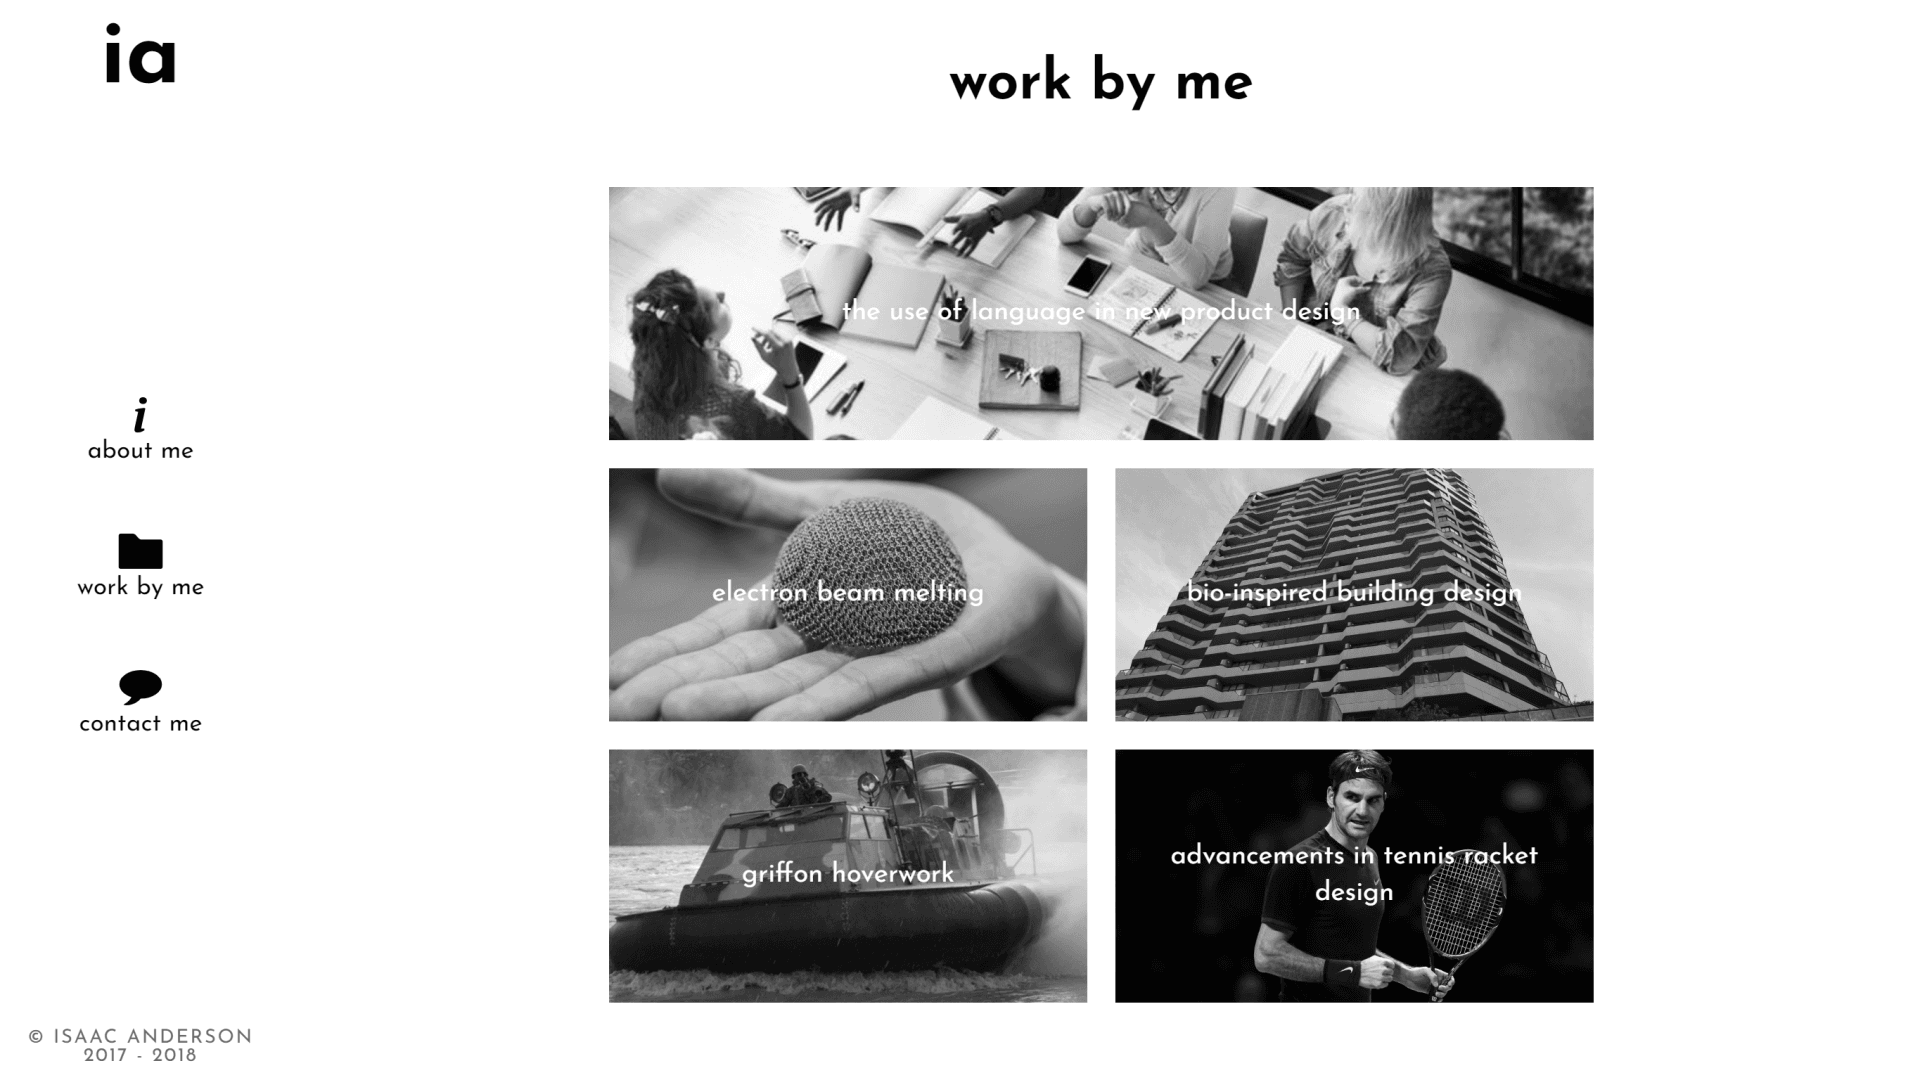 ia
work by me
the use of language in new product design
i
about me
electron beam melting
bio-inspired building design
work by me
contact me
griffon hoverwork
advancements in tennis racket
design
© ISAAC ANDERSON
2017 - 2018